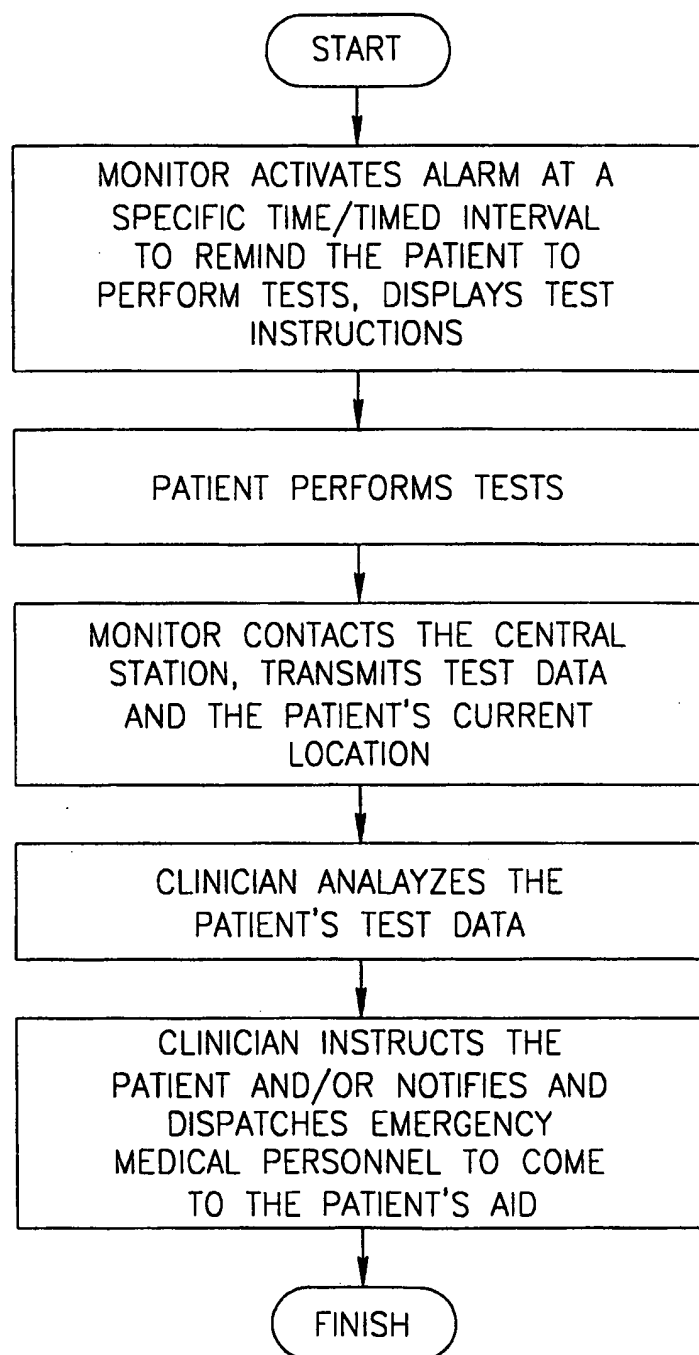 START
MONITOR ACTIVATES ALARM AT A
SPECIFIC TIME/TIMED INTERVAL
TO REMIND THE PATIENT TO
PERFORM TESTS, DISPLAYS TEST
INSTRUCTIONS
PATIENT PERFORMS TESTS
MONITOR CONTACTS THE CENTRAL
STATION, TRANSMITS TEST DATA
AND THE PATIENT'S CURRENT
LOCATION
CLINICIAN ANALAYZES THE
PATIENT'S TEST DATA
CLINICIAN INSTRUCTS THE
PATIENT AND/OR NOTIFIES AND
DISPATCHES EMERGENCY
MEDICAL PERSONNEL TO COME
TO THE PATIENT'S AID
FINISH